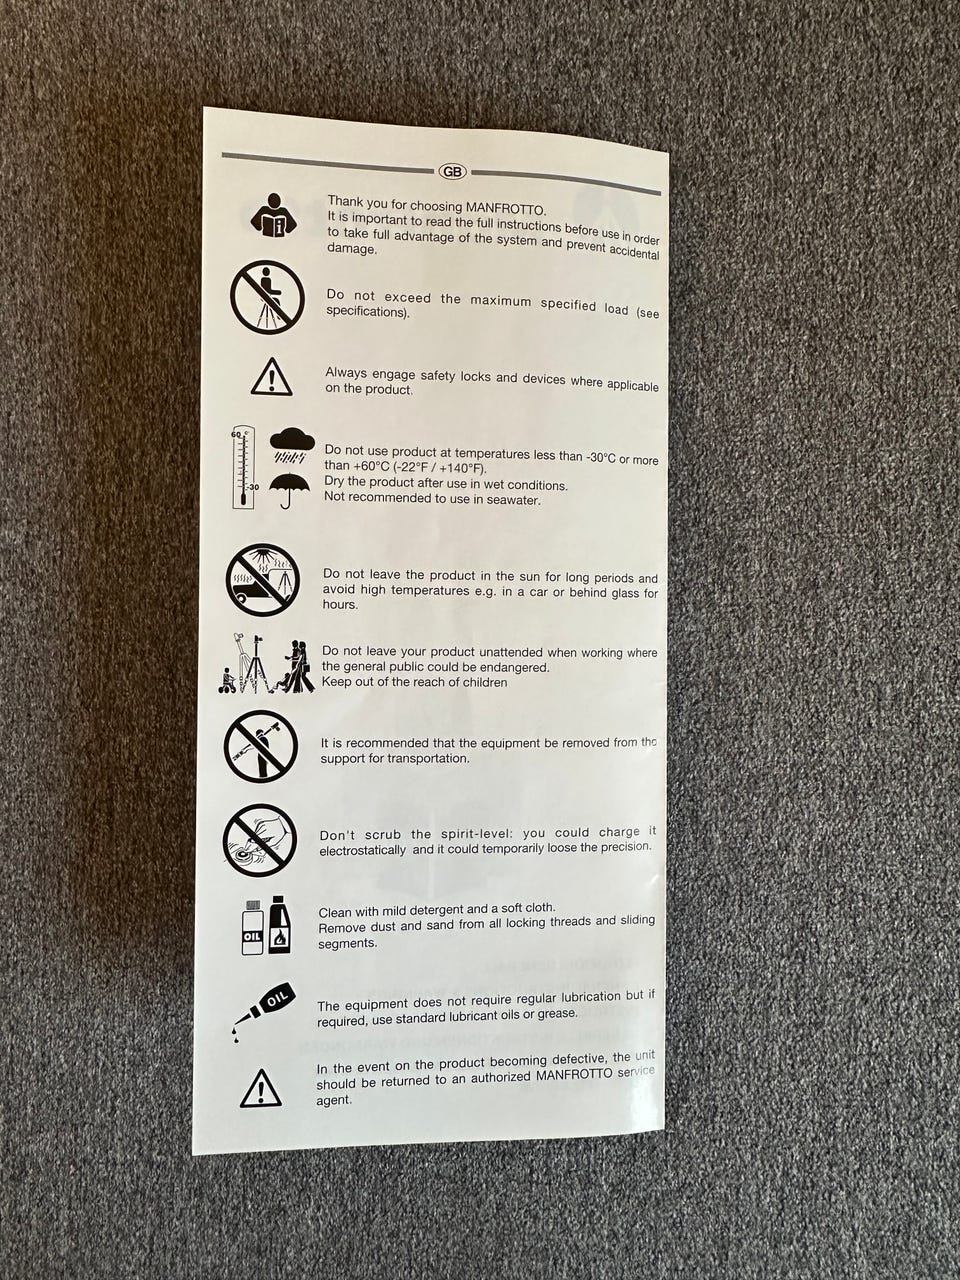 GB
Thank you for choosing MANFROTTO.
It is important to read the full instructions before use in order
to take full advantage of the system and prevent accidental
damage.
Do not exceed the maximum specified load (see
specifications).
Always engage safety locks and devices where applicable
on the product.
60 c°
-30
Do not use product at temperatures less than -30°C or more
than +60°C (-22°F / +140°F).
Dry the product after use in wet conditions.
Not recommended to use in seawater.
Do not leave the product in the sun for long periods and
avoid high temperatures e.g. in a car or behind glass for
hours.
Do not leave your product unattended when working where
the general public could be endangered.
Keep out of the reach of children
It is recommended that the equipment be removed from the
support for transportation.
Don't scrub the spirit-level: you could charge it
electrostatically and it could temporarily loose the precision.
OIL
Clean with mild detergent and a soft cloth.
Remove dust and sand from all locking threads and sliding
segments.
OIL
The equipment does not require regular lubrication but if
required, use standard lubricant oils or grease.
In the event on the product becoming defective, the unit
should be returned to an authorized MANFROTTO service
agent.